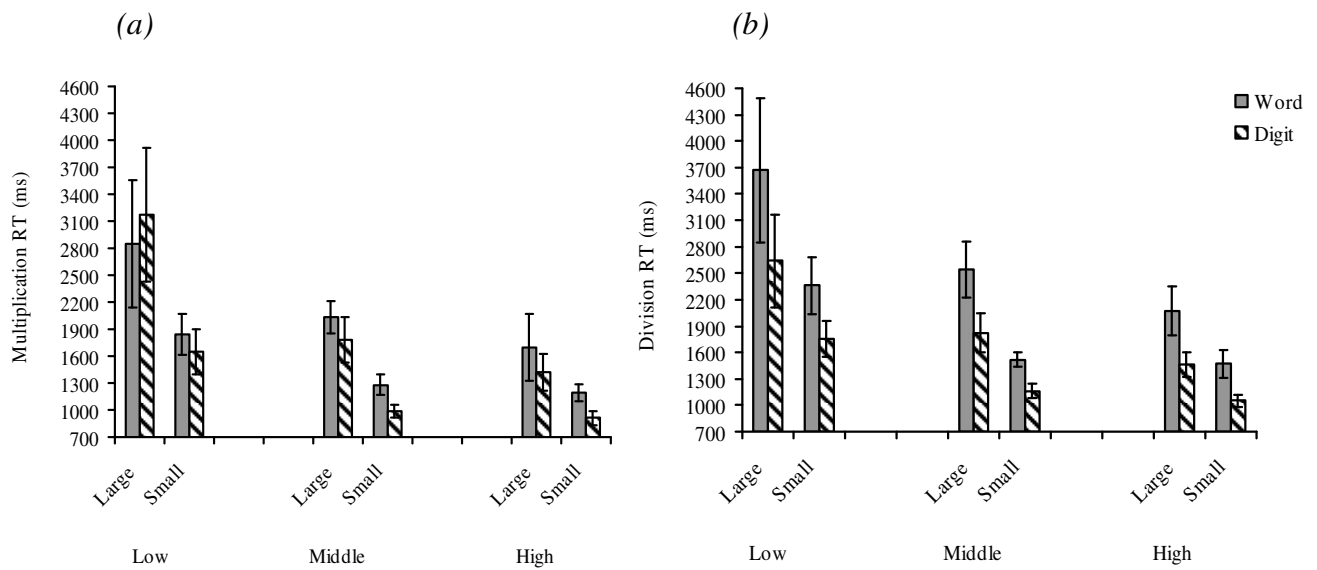 (a)
4600
4300
4000
3700
3400
3100
2800
2500
2200
1900
1600
1300
1000
700
Multiplication RT (ms)
Large
Small
Large
Small
Large
Small
Low
Middle
High
(b)
4600
4300
4000
3700
3400
3100
2800
2500
2200
1900
1600
1300
1000
700
Division RT (ms)
Large
Small
Large
Small
Large
Small
Low
Middle
High
Word
Digit